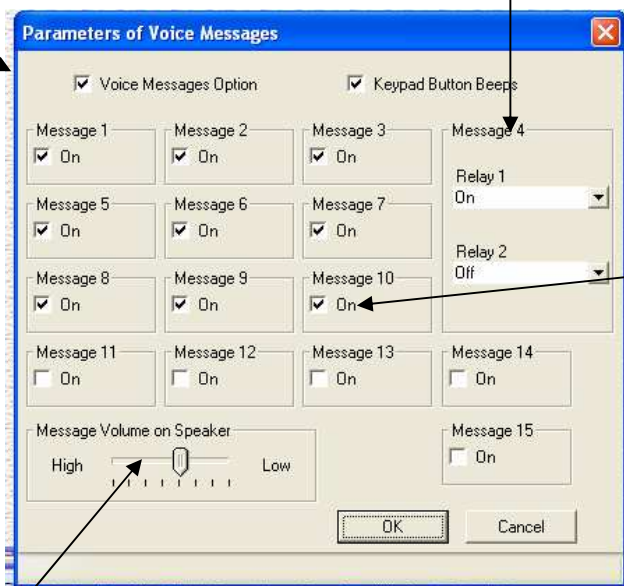 Parameters of Voice Messages
Voice Messages Option Keypad Button Beeps
Message 1 Message 2 Message 3 Message 4
On On On
Relay 1
On
Message 5 Message 6 Message 7
On On On
Relay 2
Off
Message 8 Message 9 Message 10
On On On
Message 11 Message 12 Message 13 Message 14
On On On On
Message Volume on Speaker Message 15
High Low On
OK Cancel